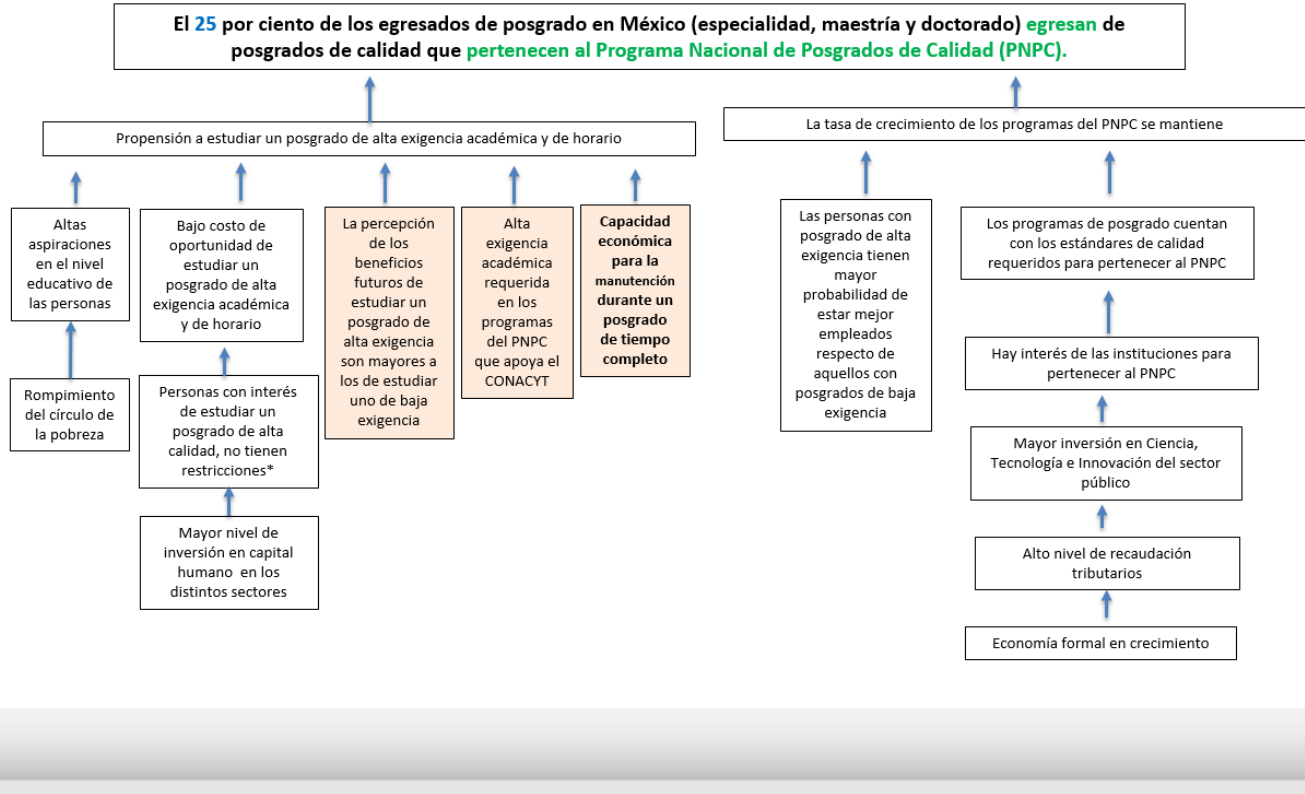 El 25 por ciento de los egresados de posgrado en México (especialidad, maestría y doctorado) egresan de
posgrados de calidad que pertenecen al Programa Nacional de Posgrados de Calidad (PNPC).
Propensión a estudiar un posgrado de alta exigencia académica y de horario
La tasa de crecimiento de los programas del PNPC se mantiene
Altas
aspiraciones
en el nivel
educativo de
las personas
Rompimiento
del círculo de
la pobreza
Bajo costo de
oportunidad de
estudiar un
posgrado de alta
exigencia académica
y de horario
Personas con interés
de estudiar un
posgrado de alta
calidad, no tienen
restricciones*
Mayor nivel de
inversión en capital
humano en los
distintos sectores
La percepción
de los
beneficios
futuros de
estudiar un
posgrado de
alta exigencia
son mayores a
los de estudiar
uno de baja
exigencia
Alta
exigencia
académica
requerida
en los
programas
del PNPC
que apoya el
CONACYT
Capacidad
económica
para la
manutención
durante un
posgrado
de tiempo
completo
Las personas con
posgrado de alta
exigencia tienen
mayor
probabilidad de
estar mejor
empleados
respecto de
aquellos con
posgrados de baja
exigencia
Los programas de posgrado cuentan
con los estándares de calidad
requeridos para pertenecer al PNPC
Hay interés de las instituciones para
pertenecer al PNPC
Mayor inversión en Ciencia,
Tecnología e Innovación del sector
público
Alto nivel de recaudación
tributarios
Economía formal en crecimiento